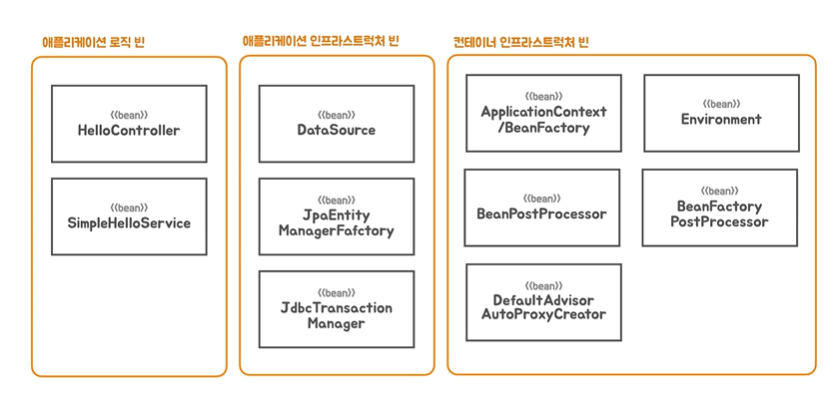 애플리케이션 로직 빈
⟨⟨bean⟩⟩
HelloController
⟨⟨bean⟩⟩
SimpleHelloService
애플리케이션 인프라스트럭처 빈
⟨⟨bean⟩⟩
DataSource
⟨⟨bean⟩⟩
JpaEntity
ManagerFafctory
⟨⟨bean⟩⟩
JdbcTransaction
Manager
컨테이너 인프라스트럭처 빈
⟨⟨bean⟩⟩
ApplicationContext
/BeanFactory
⟨⟨bean⟩⟩
Environment
⟨⟨bean⟩⟩
BeanPostProcessor
⟨⟨bean⟩⟩
BeanFactory
PostProcessor
⟨⟨bean⟩⟩
DefaultAdvisor
AutoProxyCreator